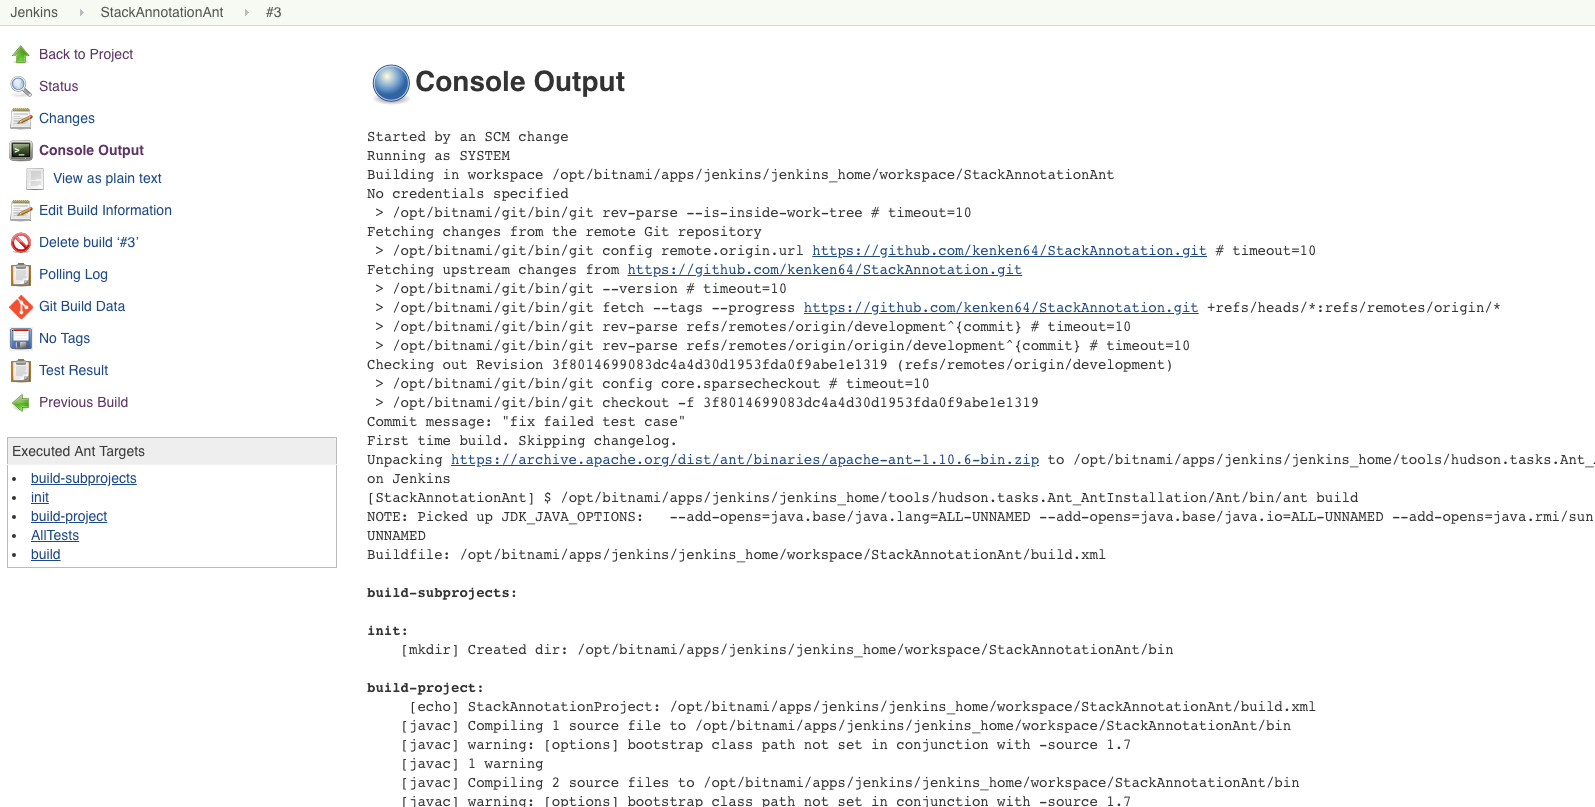 Jenkins StackAnnotationAnt #3
Back to Project
Status
Changes
Console Output
View as plain text
Edit Build Information
Delete build ‘#3’
Polling Log
Git Build Data
No Tags
Test Result
Previous Build
Executed Ant Targets
• build-subprojects
• init
• build-project
• AllTests
• build
Console Output
Started by an SCM change
Running as SYSTEM
Building in workspace /opt/bitnami/apps/jenkins/jenkins_home/workspace/StackAnnotationAnt
No credentials specified
 > /opt/bitnami/git/bin/git rev-parse --is-inside-work-tree # timeout=10
Fetching changes from the remote Git repository
 > /opt/bitnami/git/bin/git config remote.origin.url https://github.com/kenken64/StackAnnotation.git # timeout=10
Fetching upstream changes from https://github.com/kenken64/StackAnnotation.git
 > /opt/bitnami/git/bin/git --version # timeout=10
 > /opt/bitnami/git/bin/git fetch --tags --progress https://github.com/kenken64/StackAnnotation.git +refs/heads/*:refs/remotes/origin/*
 > /opt/bitnami/git/bin/git rev-parse refs/remotes/origin/development^{commit} # timeout=10
 > /opt/bitnami/git/bin/git rev-parse refs/remotes/origin/origin/development^{commit} # timeout=10
Checking out Revision 3f8014699083dc4a4d30d1953fda0f9abe1e1319 (refs/remotes/origin/development)
 > /opt/bitnami/git/bin/git config core.sparsecheckout # timeout=10
 > /opt/bitnami/git/bin/git checkout -f 3f8014699083dc4a4d30d1953fda0f9abe1e1319
Commit message: "fix failed test case"
First time build. Skipping changelog.
Unpacking https://archive.apache.org/dist/ant/binaries/apache-ant-1.10.6-bin.zip to /opt/bitnami/apps/jenkins/jenkins_home/tools/hudson.tasks.Ant_
on Jenkins
[StackAnnotationAnt] $ /opt/bitnami/apps/jenkins/jenkins_home/tools/hudson.tasks.Ant_AntInstallation/Ant/bin/ant build
NOTE: Picked up JDK_JAVA_OPTIONS:   --add-opens=java.base/java.lang=ALL-UNNAMED --add-opens=java.base/java.io=ALL-UNNAMED --add-opens=java.rmi/sun
UNNAMED
Buildfile: /opt/bitnami/apps/jenkins/jenkins_home/workspace/StackAnnotationAnt/build.xml
build-subprojects:
init:
    [mkdir] Created dir: /opt/bitnami/apps/jenkins/jenkins_home/workspace/StackAnnotationAnt/bin
build-project:
     [echo] StackAnnotationProject: /opt/bitnami/apps/jenkins/jenkins_home/workspace/StackAnnotationAnt/build.xml
    [javac] Compiling 1 source file to /opt/bitnami/apps/jenkins/jenkins_home/workspace/StackAnnotationAnt/bin
    [javac] warning: [options] bootstrap class path not set in conjunction with -source 1.7
    [javac] 1 warning
    [javac] Compiling 2 source files to /opt/bitnami/apps/jenkins/jenkins_home/workspace/StackAnnotationAnt/bin
    [javac] warning: [options] bootstrap class path not set in conjunction with -source 1.7